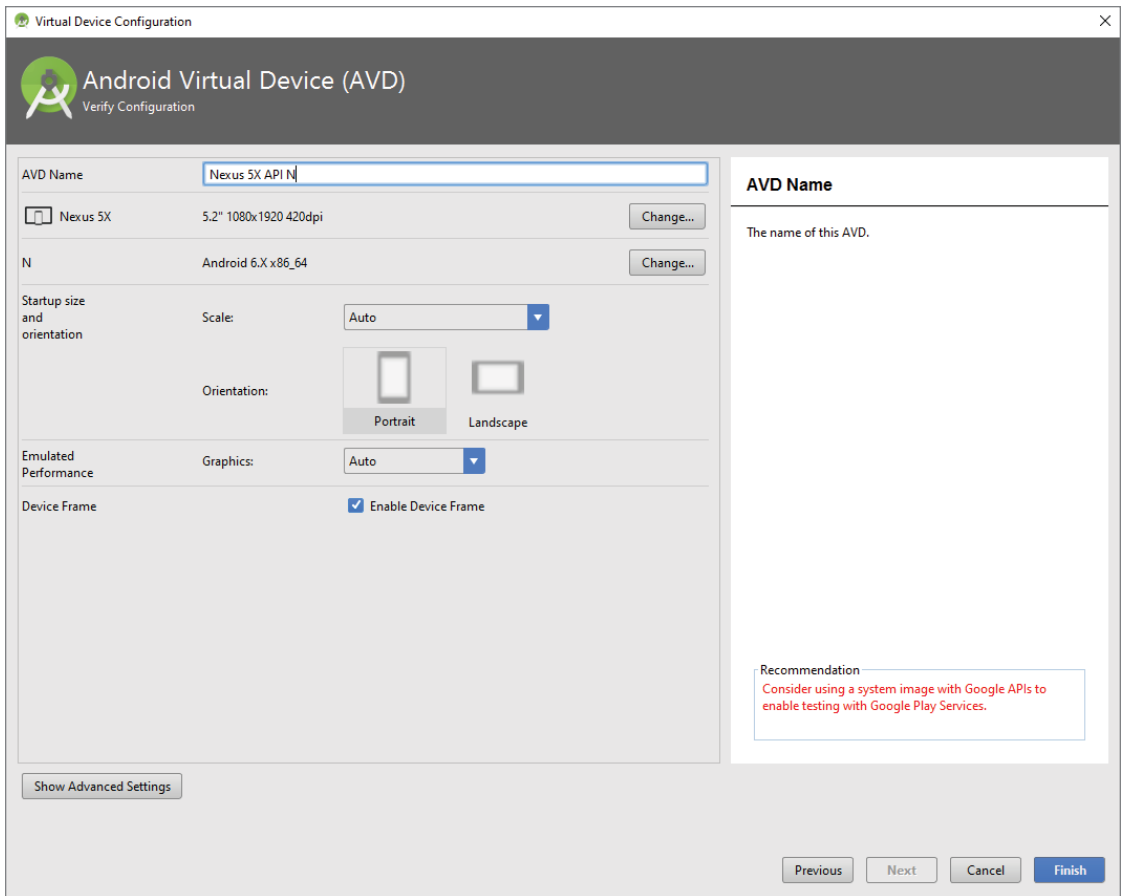 Virtual Device Configuration
Android Virtual Device (AVD)
Verify Configuration
AVD Name
Nexus 5X API N
Nexus 5X
5.2" 1080x1920 420dpi
Change...
N
Android 6.X x86_64
Change...
Startup size
and
orientation
Scale:
Auto
Orientation:
Portrait
Landscape
Emulated
Performance
Graphics:
Auto
Device Frame
Enable Device Frame
AVD Name
The name of this AVD.
Recommendation
Consider using a system image with Google APIs to
enable testing with Google Play Services.
Show Advanced Settings
Previous
Next
Cancel
Finish